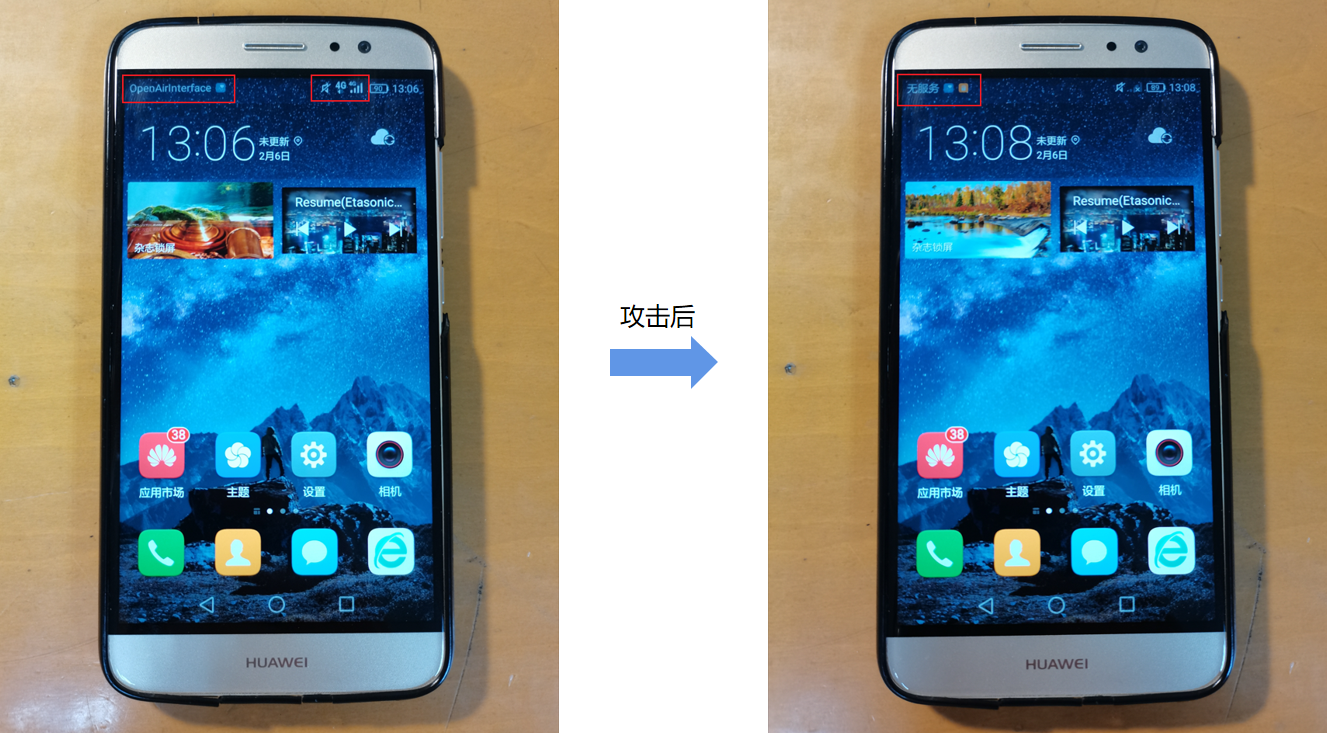 OpenAirInterface
4G 4G 90 13:06
13:06 未更新
2月6日
杂志锁屏
Resume(Etasonic...
38
应用市场
主题
设置
相机
HUAWEI
攻击后
无服务
89 13:08
13:08 未更新
2月6日
杂志锁屏
Resume(Etasonic...
38
应用市场
主题
设置
相机
HUAWEI